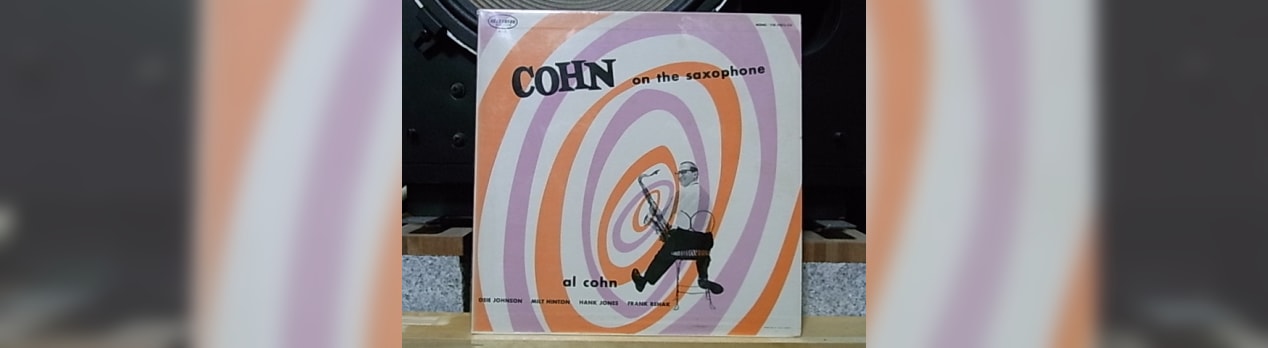 COHN on the saxophone
al cohn
OSIE JOHNSON MILT HINTON HANK JONES FRANK REHAK